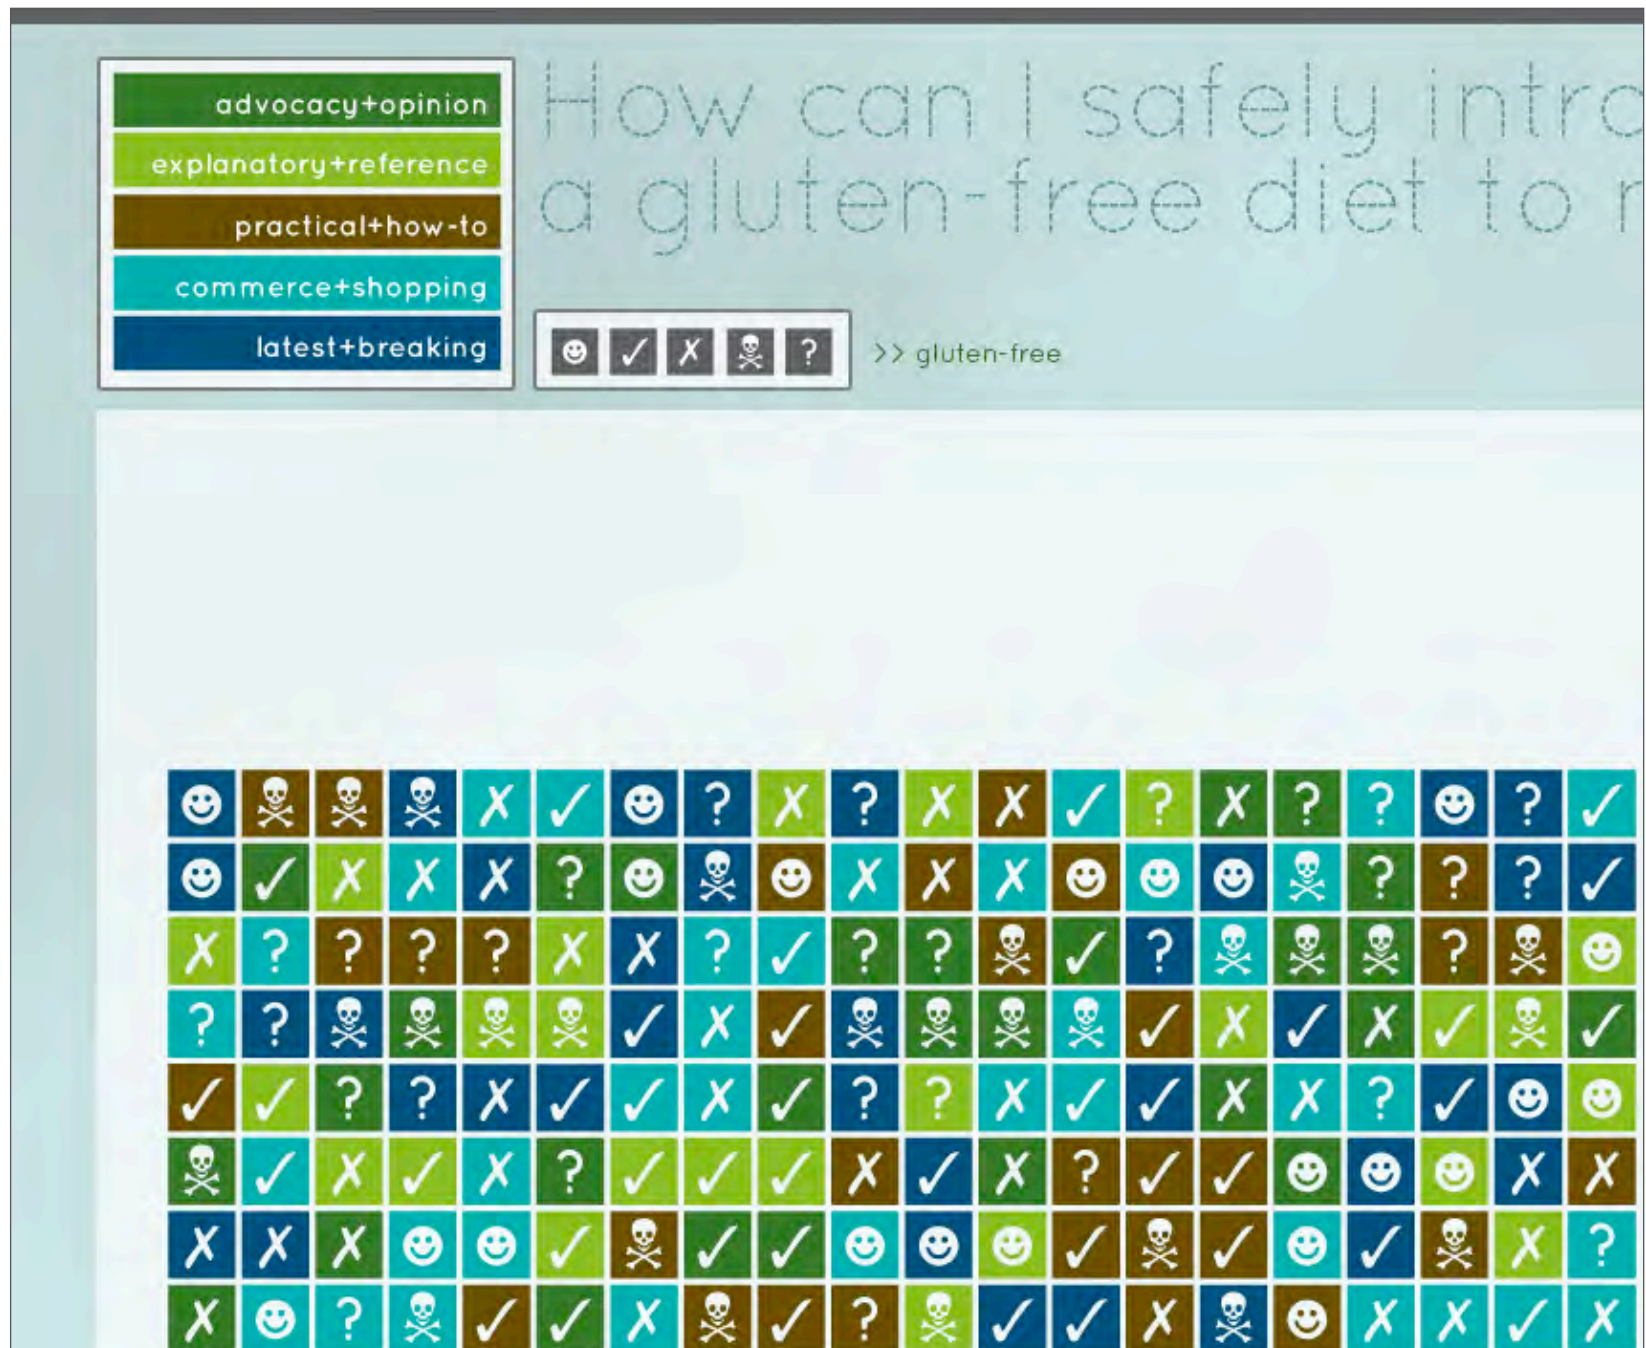 advocacy+opinion
explanatory+reference
practical+how-to
commerce+shopping
latest+breaking
How can I safely intro
a gluten-free diet to
☻ ✓ ✗ ☠ ?
>> gluten-free
☻ ☠ ☠ ☠ ✗ ✓ ☻ ? ✗ ? ✗ ✗ ✓ ? ✗ ? ? ☻ ? ✓
☻ ✓ ✗ ✗ ✗ ? ☻ ☠ ☻ ✗ ✗ ✗ ☻ ☻ ☻ ☠ ? ? ? ✓
✗ ? ? ? ? ✗ ✗ ? ✓ ? ? ☠ ✓ ? ☠ ☠ ☠ ? ☠ ☻
? ? ☠ ☠ ☠ ☠ ✓ ✗ ✓ ☠ ☠ ☠ ☠ ✓ ✗ ✓ ✗ ✓ ☠ ✓
✓ ✓ ? ? ✗ ✓ ✓ ✗ ✓ ? ? ✗ ✓ ✓ ✗ ✗ ? ✓ ☻ ☻
☠ ✓ ✗ ✓ ✗ ? ✓ ✓ ✓ ✗ ✓ ✗ ? ✓ ✓ ☻ ☻ ☻ ✗ ✗
✗ ✗ ✗ ☻ ☻ ✓ ☠ ✓ ✓ ☻ ☻ ☻ ✓ ☠ ✓ ☻ ✓ ☠ ✗ ?
✗ ☻ ? ☠ ✓ ✓ ✗ ☠ ✓ ? ☠ ✓ ✓ ✗ ☠ ☻ ✗ ✗ ✓ ✗